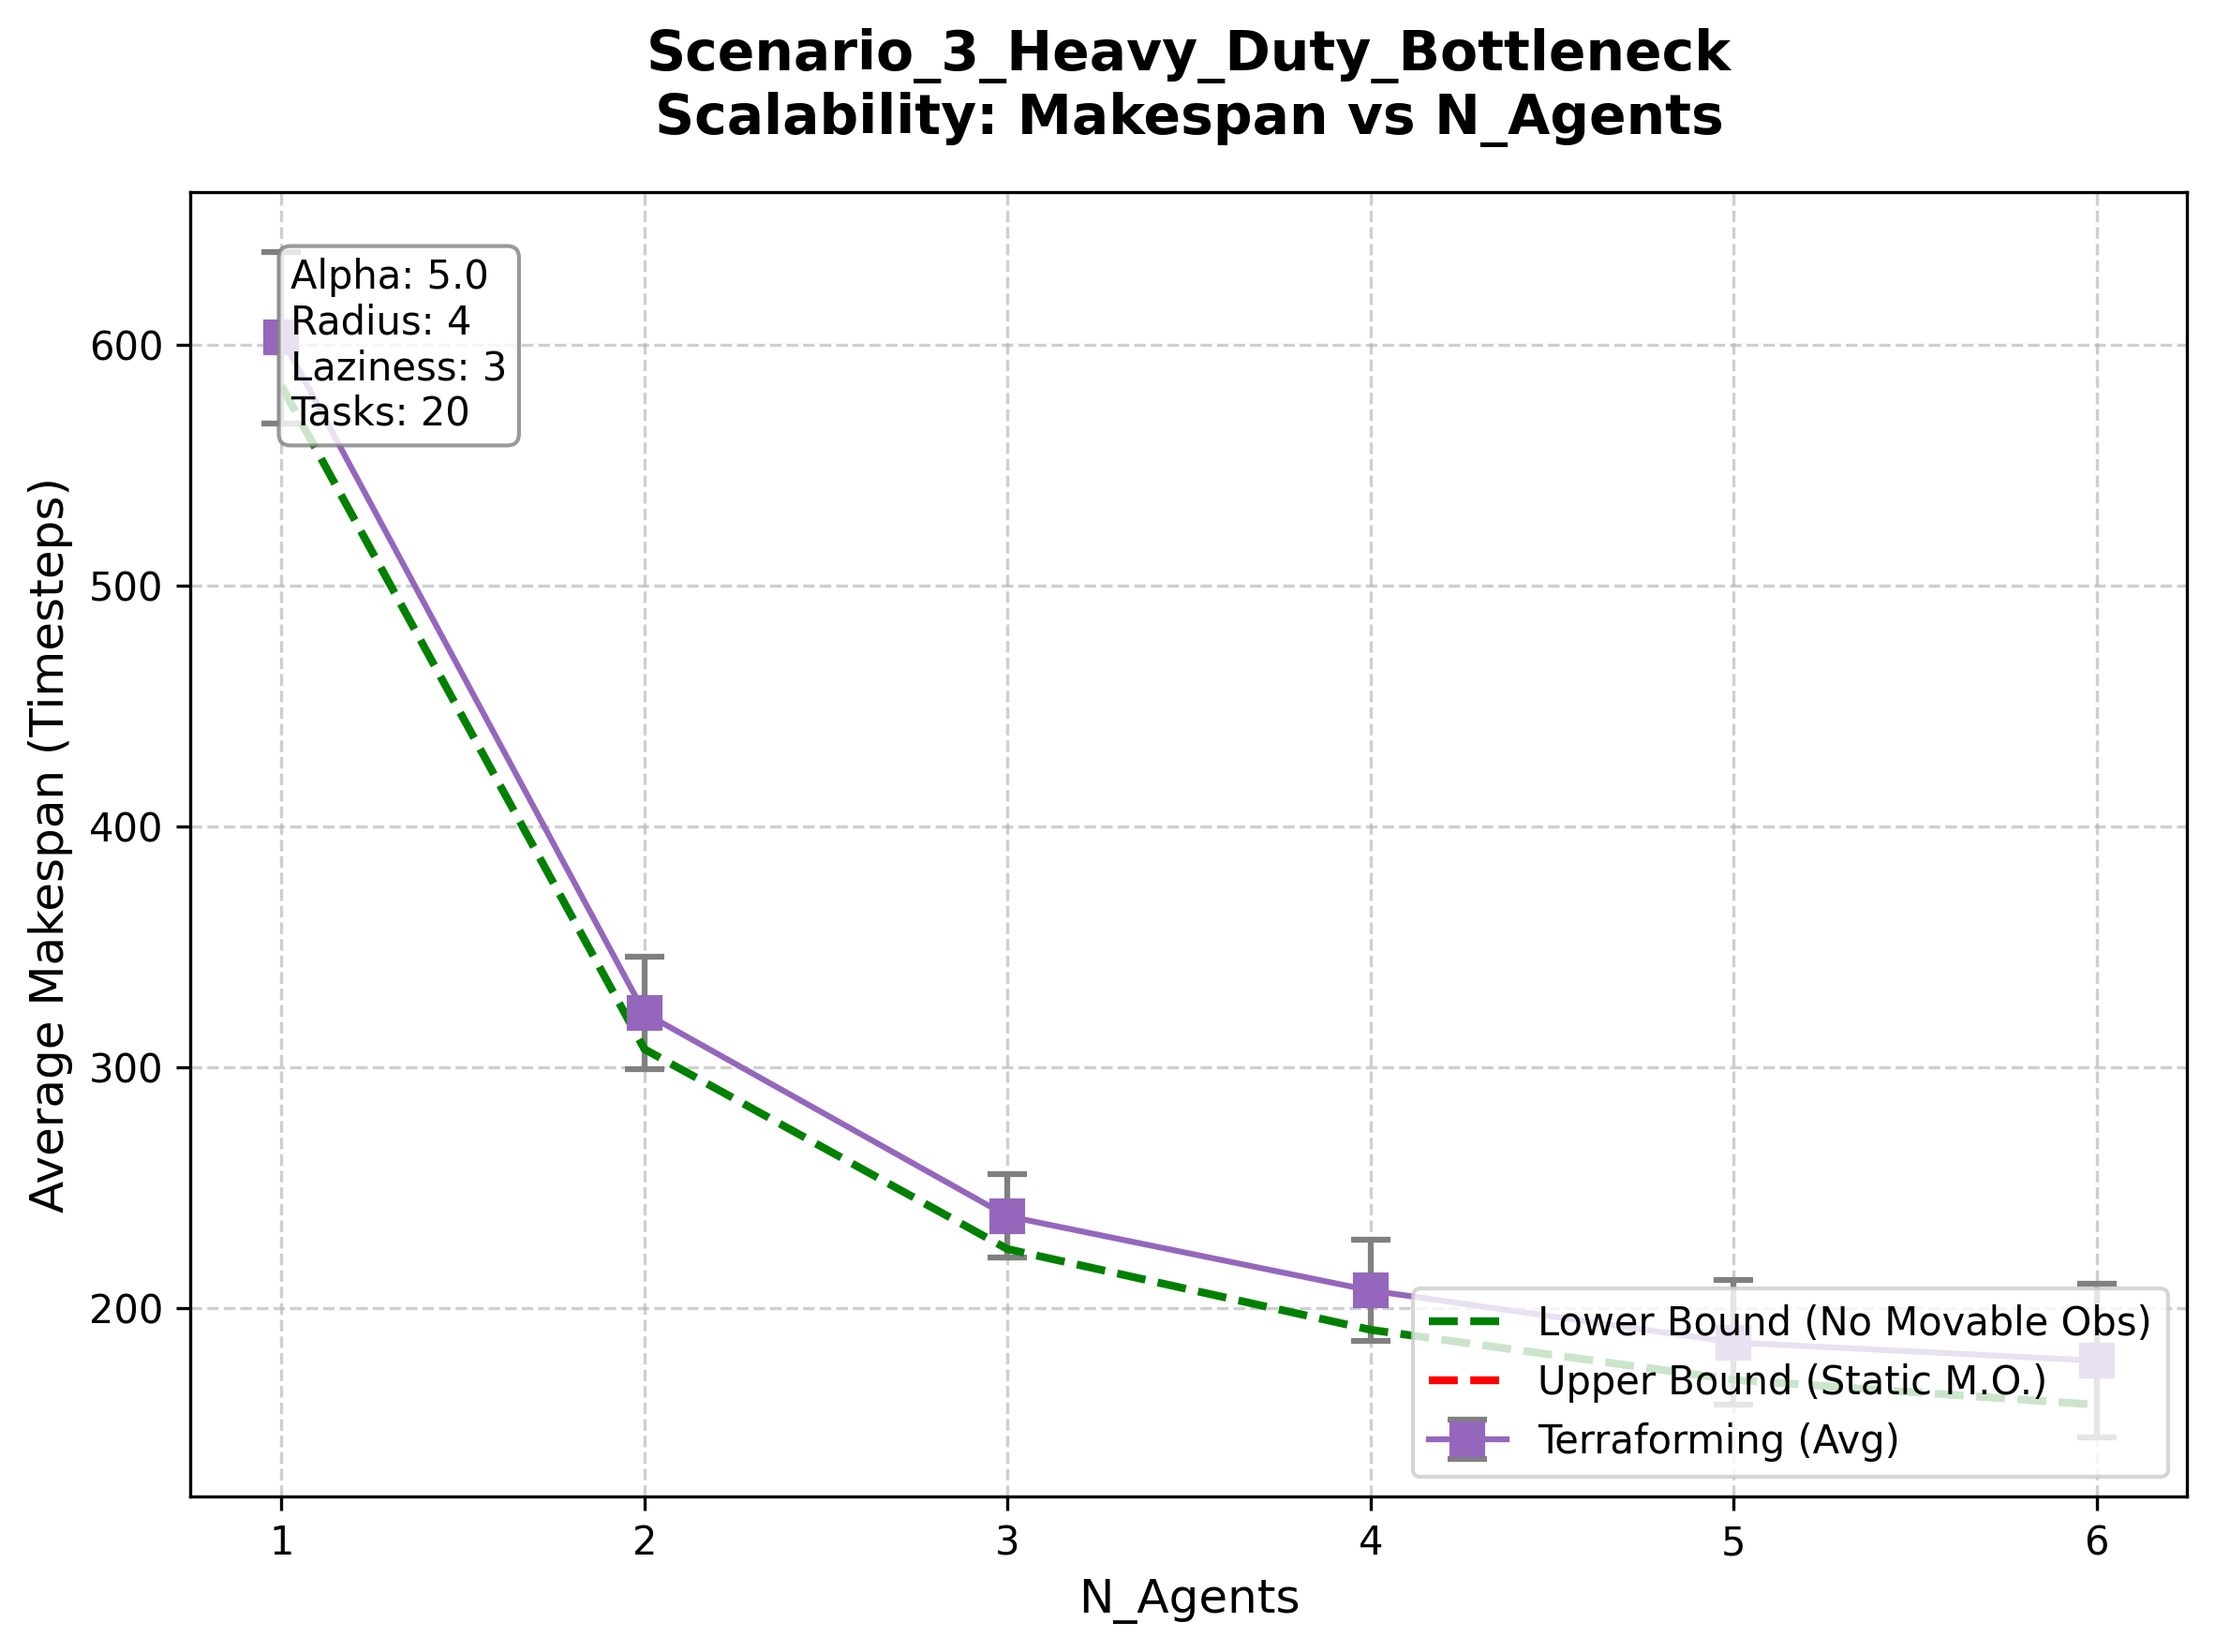 Scenario_3_Heavy_Duty_Bottleneck
Scalability: Makespan vs N_Agents
Alpha: 5.0
Radius: 4
Laziness: 3
Tasks: 20
Average Makespan (Timesteps)
600
500
400
300
200
Lower Bound (No Movable Obs)
Upper Bound (Static M.O.)
Terraforming (Avg)
1 2 3 4 5 6
N_Agents